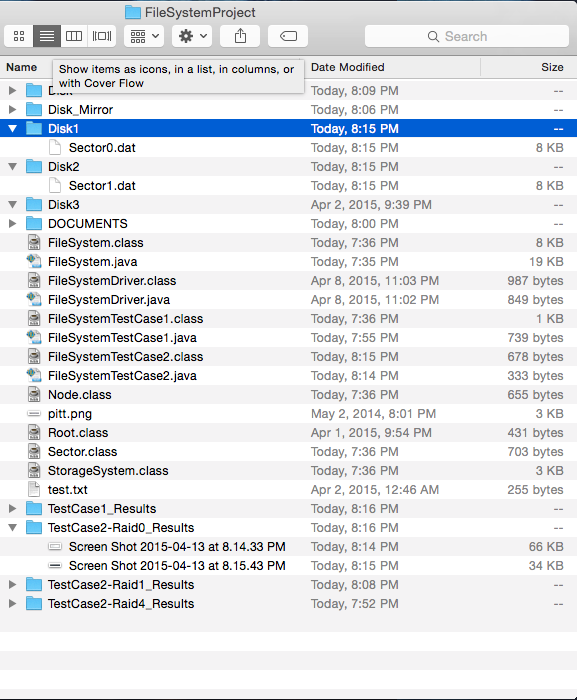 FileSystemProject
Search
Name Date Modified Size
Show items as icons, in a list, in columns, or
with Cover Flow
Disk Today, 8:09 PM --
Disk_Mirror Today, 8:06 PM --
Disk1 Today, 8:15 PM --
Sector0.dat Today, 8:15 PM 8 KB
Disk2 Today, 8:15 PM --
Sector1.dat Today, 8:15 PM 8 KB
Disk3 Apr 2, 2015, 9:39 PM --
DOCUMENTS Today, 8:00 PM --
FileSystem.class Today, 7:36 PM 8 KB
FileSystem.java Today, 7:35 PM 19 KB
FileSystemDriver.class Apr 8, 2015, 11:03 PM 987 bytes
FileSystemDriver.java Apr 8, 2015, 11:02 PM 849 bytes
FileSystemTestCase1.class Today, 7:36 PM 1 KB
FileSystemTestCase1.java Today, 7:55 PM 739 bytes
FileSystemTestCase2.class Today, 8:15 PM 678 bytes
FileSystemTestCase2.java Today, 8:14 PM 333 bytes
Node.class Today, 7:36 PM 655 bytes
pitt.png May 2, 2014, 8:01 PM 3 KB
Root.class Apr 1, 2015, 9:54 PM 431 bytes
Sector.class Today, 7:36 PM 703 bytes
StorageSystem.class Today, 7:36 PM 3 KB
test.txt Apr 2, 2015, 12:46 AM 255 bytes
TestCase1_Results Today, 8:16 PM --
TestCase2-Raid0_Results Today, 8:16 PM --
Screen Shot 2015-04-13 at 8.14.33 PM Today, 8:14 PM 66 KB
Screen Shot 2015-04-13 at 8.15.43 PM Today, 8:15 PM 34 KB
TestCase2-Raid1_Results Today, 8:08 PM --
TestCase2-Raid4_Results Today, 7:52 PM --